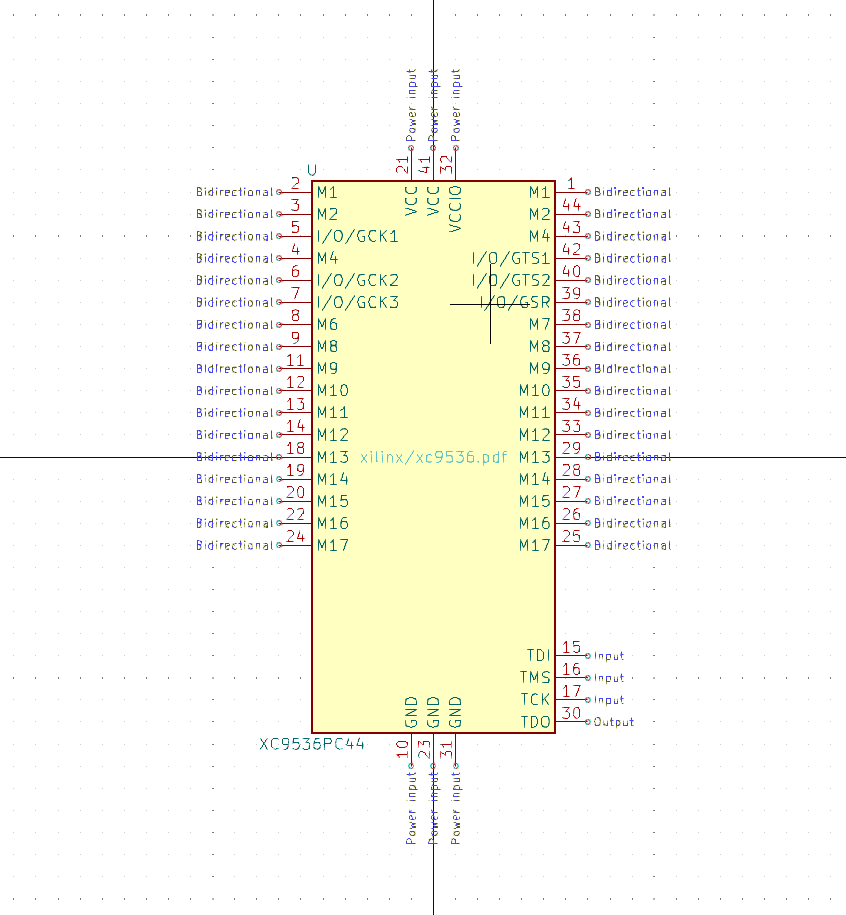 Power input Power input Power input
21 41 32
U
VCC VCC VCCIO
Bidirectional 2 M1 M1 1 Bidirectional
Bidirectional 3 M2 M2 44 Bidirectional
Bidirectional 5 I/O/GCK1 M4 43 Bidirectional
Bidirectional 4 M4 I/O/GTS1 42 Bidirectional
Bidirectional 6 I/O/GCK2 I/O/GTS2 40 Bidirectional
Bidirectional 7 I/O/GCK3 I/O/GSR 39 Bidirectional
Bidirectional 8 M6 M7 38 Bidirectional
Bidirectional 9 M8 M8 37 Bidirectional
Bidirectional 11 M9 M9 36 Bidirectional
Bidirectional 12 M10 M10 35 Bidirectional
Bidirectional 13 M11 M11 34 Bidirectional
Bidirectional 14 M12 M12 33 Bidirectional
Bidirectional 18 M13 xilinx/xc9536.pdf M13 29 Bidirectional
Bidirectional 19 M14 M14 28 Bidirectional
Bidirectional 20 M15 M15 27 Bidirectional
Bidirectional 22 M16 M16 26 Bidirectional
Bidirectional 24 M17 M17 25 Bidirectional
TDI 15 Input
TMS 16 Input
TCK 17 Input
TDO 30 Output
GND GND GND
XC9536PC44
10 23 31
Power input Power input Power input